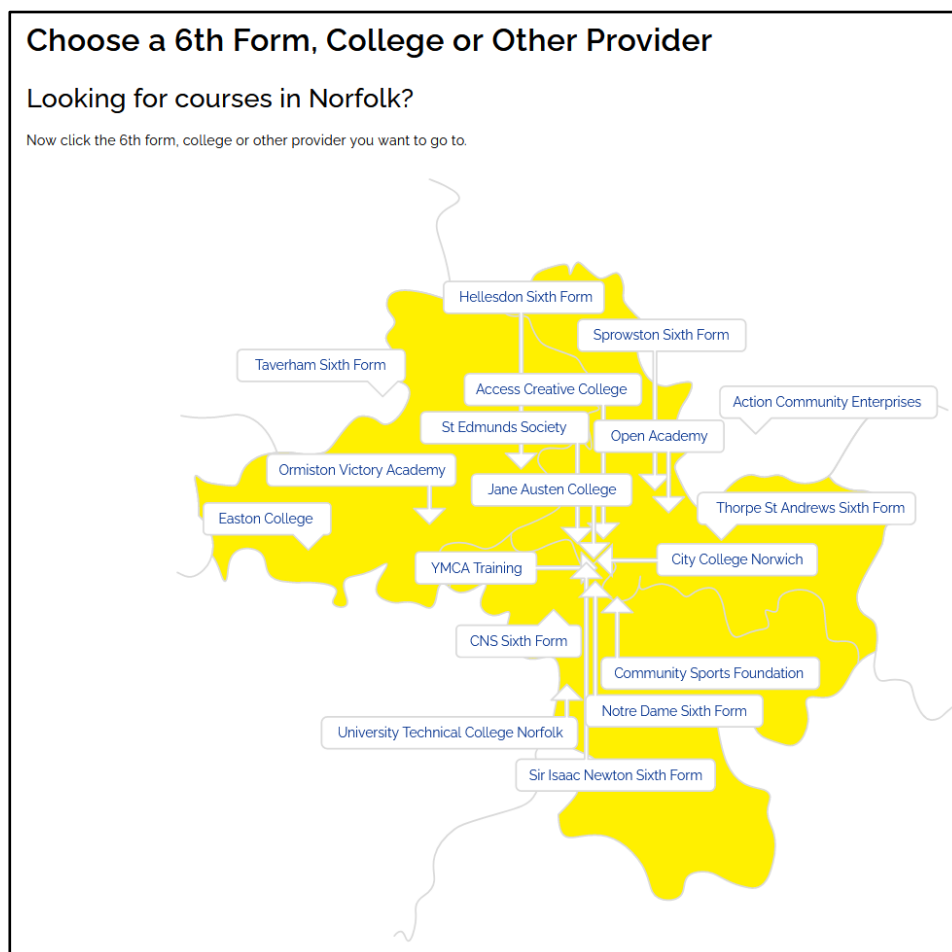 Choose a 6th Form, College or Other Provider
Looking for courses in Norfolk?
Now click the 6th form, college or other provider you want to go to.
Hellesdon Sixth Form
Sprowston Sixth Form
Taverham Sixth Form
Access Creative College
Action Community Enterprises
St Edmunds Society
Open Academy
Ormiston Victory Academy
Jane Austen College
Thorpe St Andrews Sixth Form
Easton College
City College Norwich
YMCA Training
CNS Sixth Form
Community Sports Foundation
Notre Dame Sixth Form
University Technical College Norfolk
Sir Isaac Newton Sixth Form